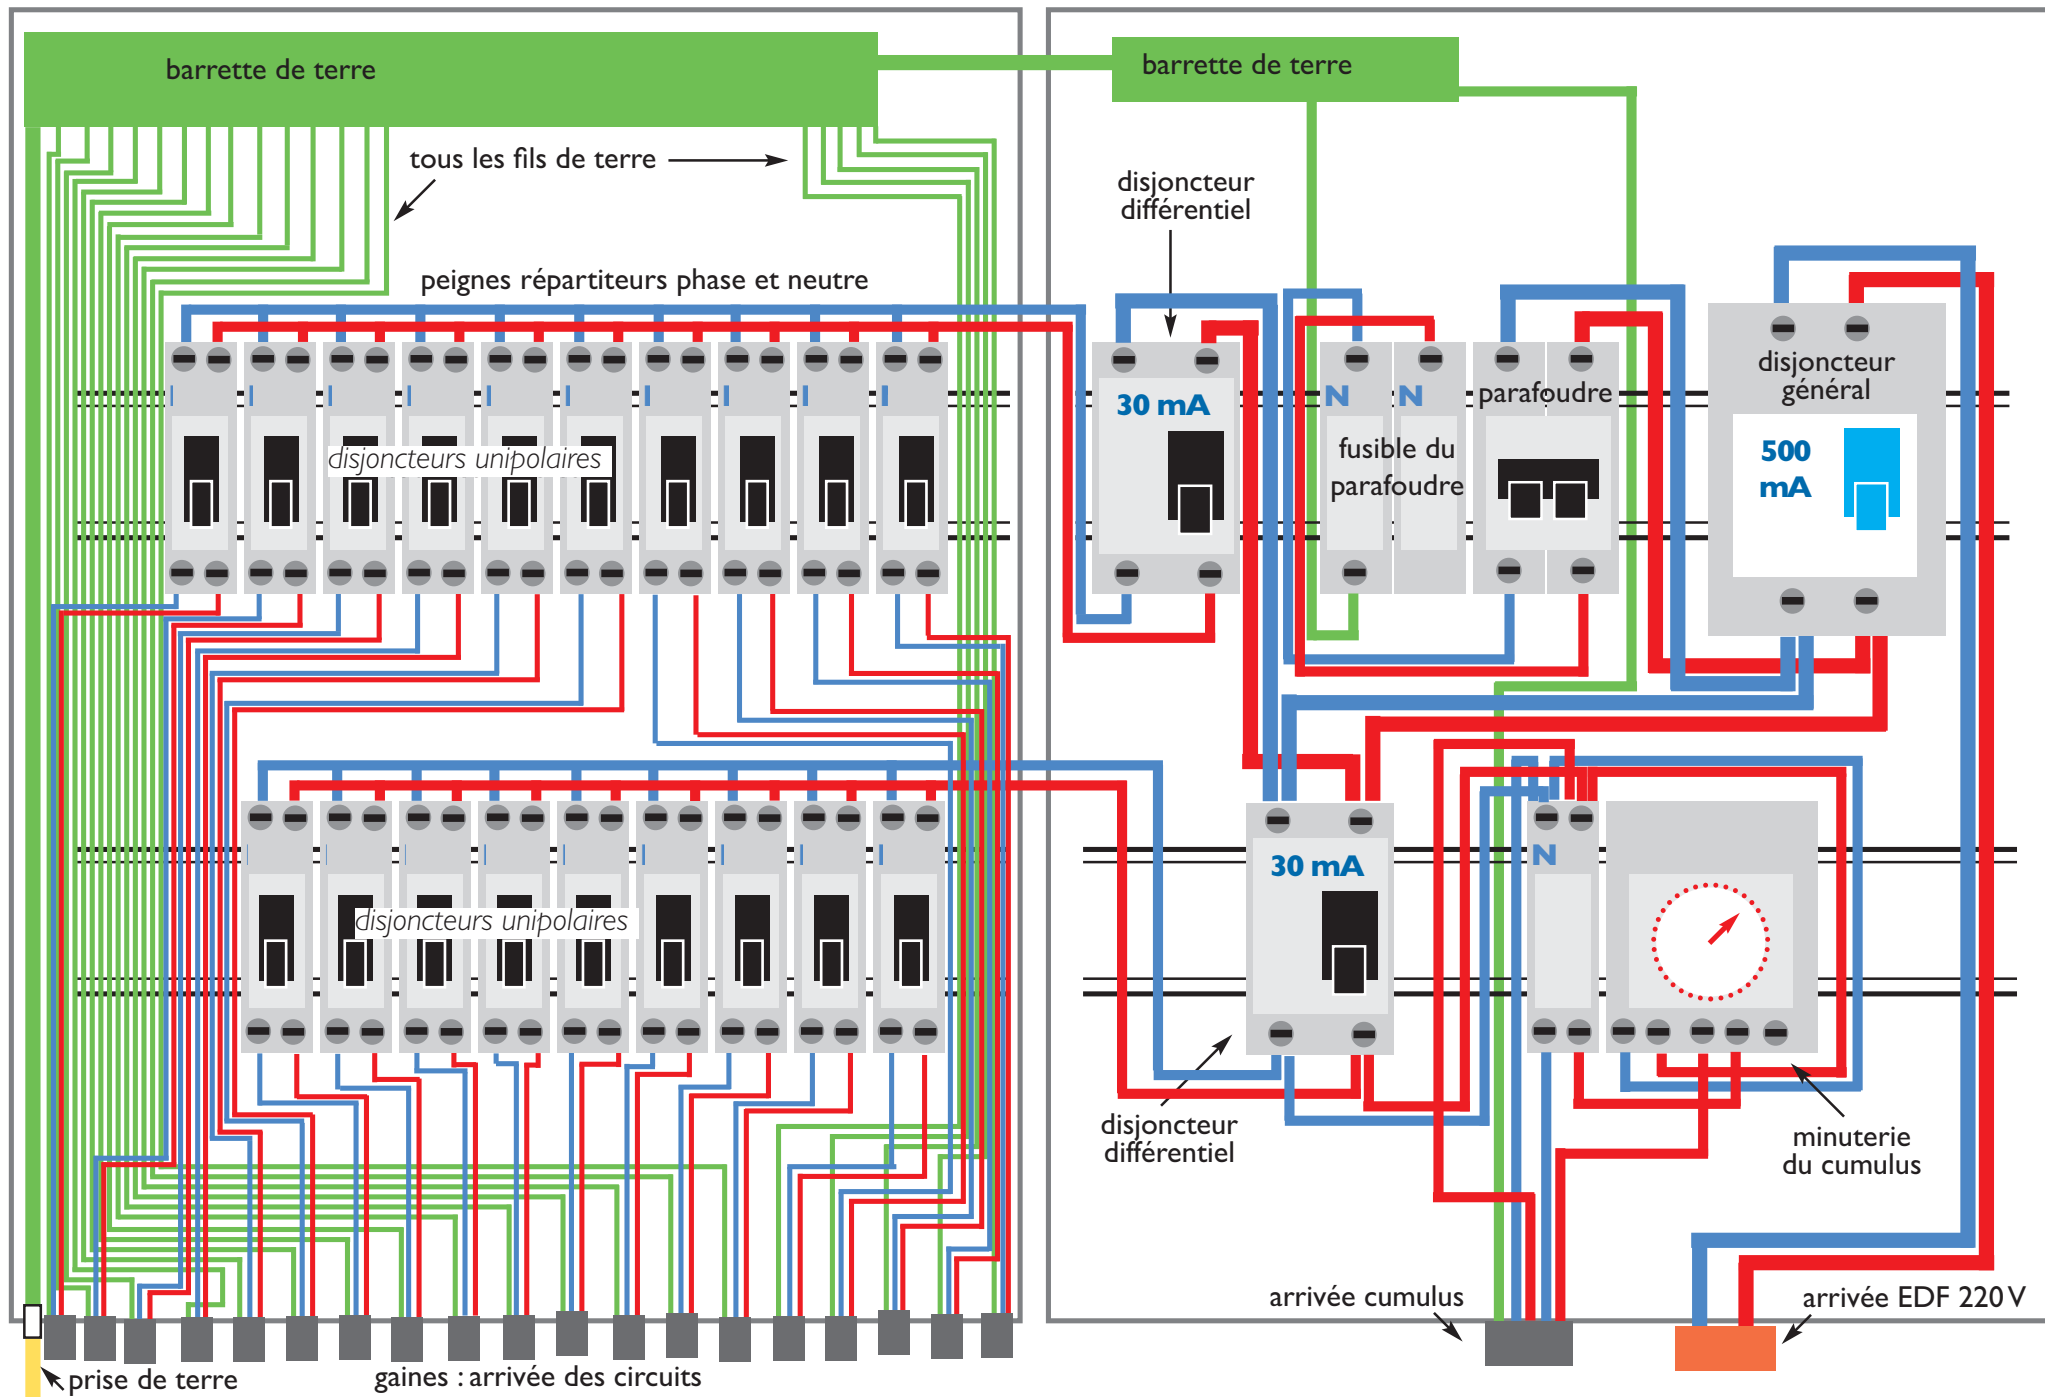 barrette de terre
barrette de terre
tous les fils de terre
disjoncteur
différentiel
peignes répartiteurs phase et neutre
disjoncteur
général
parafoudre
30 mA
N
N
fusible du
parafoudre
500
mA
disjoncteurs unipolaires
N
30 mA
disjoncteurs unipolaires
disjoncteur
différentiel
minuterie
du cumulus
arrivée cumulus
arrivée EDF 220 V
prise de terre
gaines : arrivée des circuits